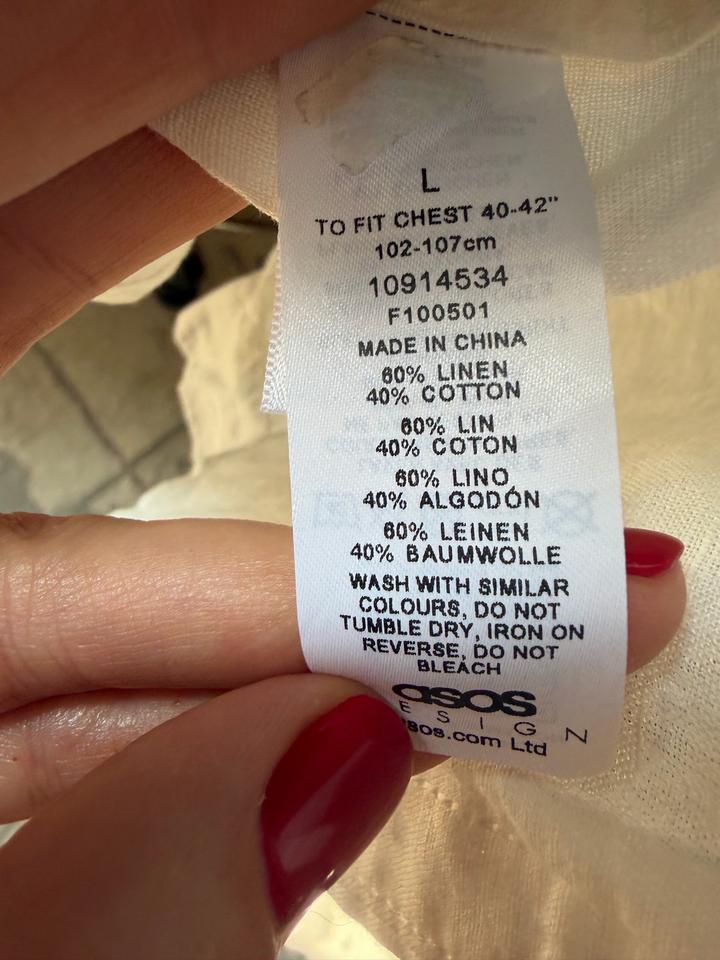 L
TO FIT CHEST 40-42"
102-107cm
10914534
F100501
MADE IN CHINA
60% LINEN
40% COTTON
60% LIN
40% COTON
60% LINO
40% ALGODÓN
60% LEINEN
40% BAUMWOLLE
WASH WITH SIMILAR
COLOURS, DO NOT
TUMBLE DRY, IRON ON
REVERSE, DO NOT
BLEACH
asos
ESIGN
sos.com Ltd